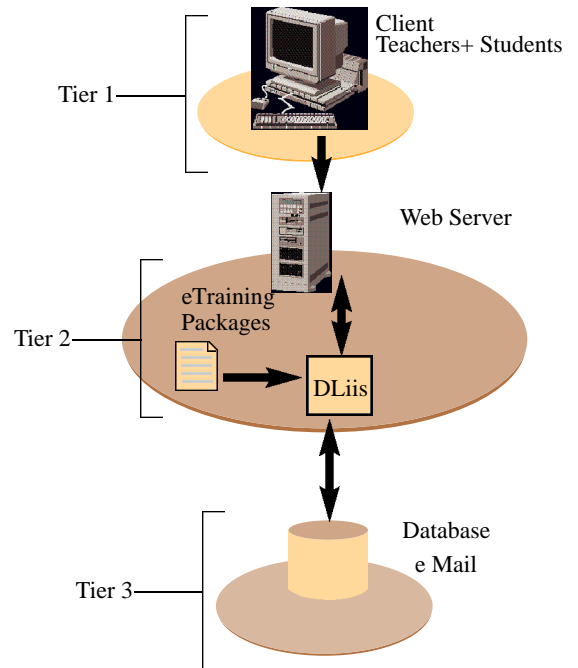 Client
Teachers+ Students
Tier 1
Web Server
eTraining
Packages
Tier 2
DLiis
Database
e Mail
Tier 3